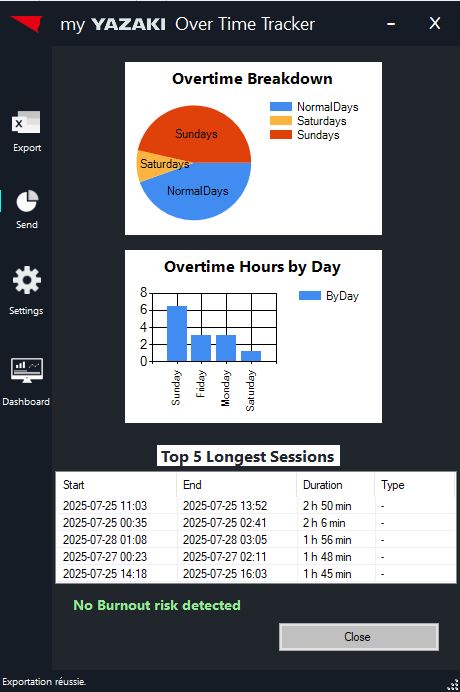 my YAZAKI Over Time Tracker
Overtime Breakdown
NormalDays
Saturdays
Sundays
Sundays
Saturdays
NormalDays
Export
Send
Settings
Dashboard
Overtime Hours by Day
ByDay
8
6
4
2
0
Sunday
Friday
Monday
Saturday
Top 5 Longest Sessions
Start End Duration Type
2025-07-25 11:03 2025-07-25 13:52 2 h 50 min -
2025-07-25 00:35 2025-07-25 02:41 2 h 6 min -
2025-07-28 01:08 2025-07-28 03:05 1 h 56 min -
2025-07-27 00:23 2025-07-27 02:11 1 h 48 min -
2025-07-25 14:18 2025-07-25 16:03 1 h 45 min -
No Burnout risk detected
Close
Exportation réussie.